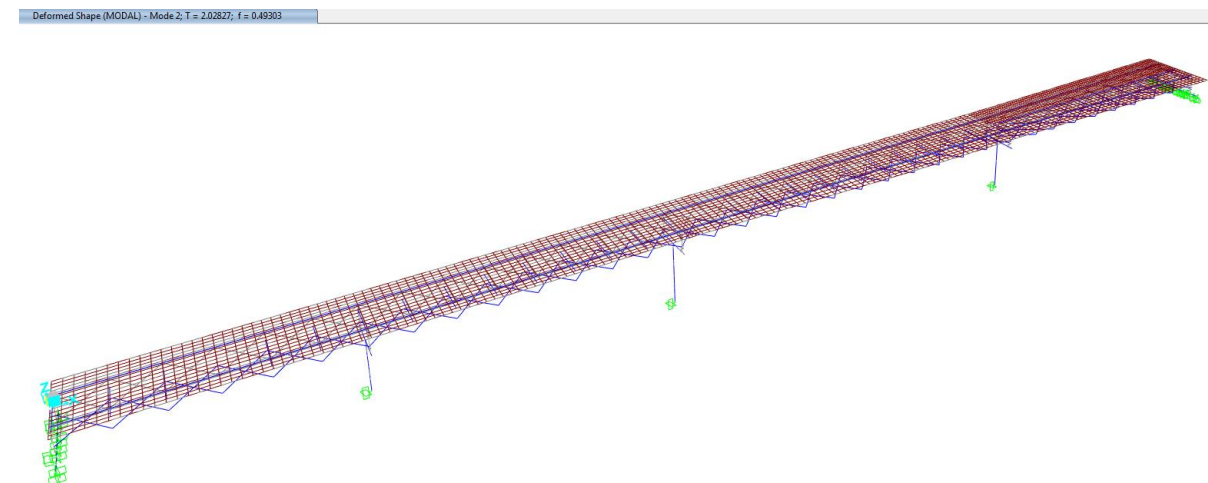 Deformed Shape (MODAL) - Mode 2; T = 2.02827; f = 0.49303
Z
X